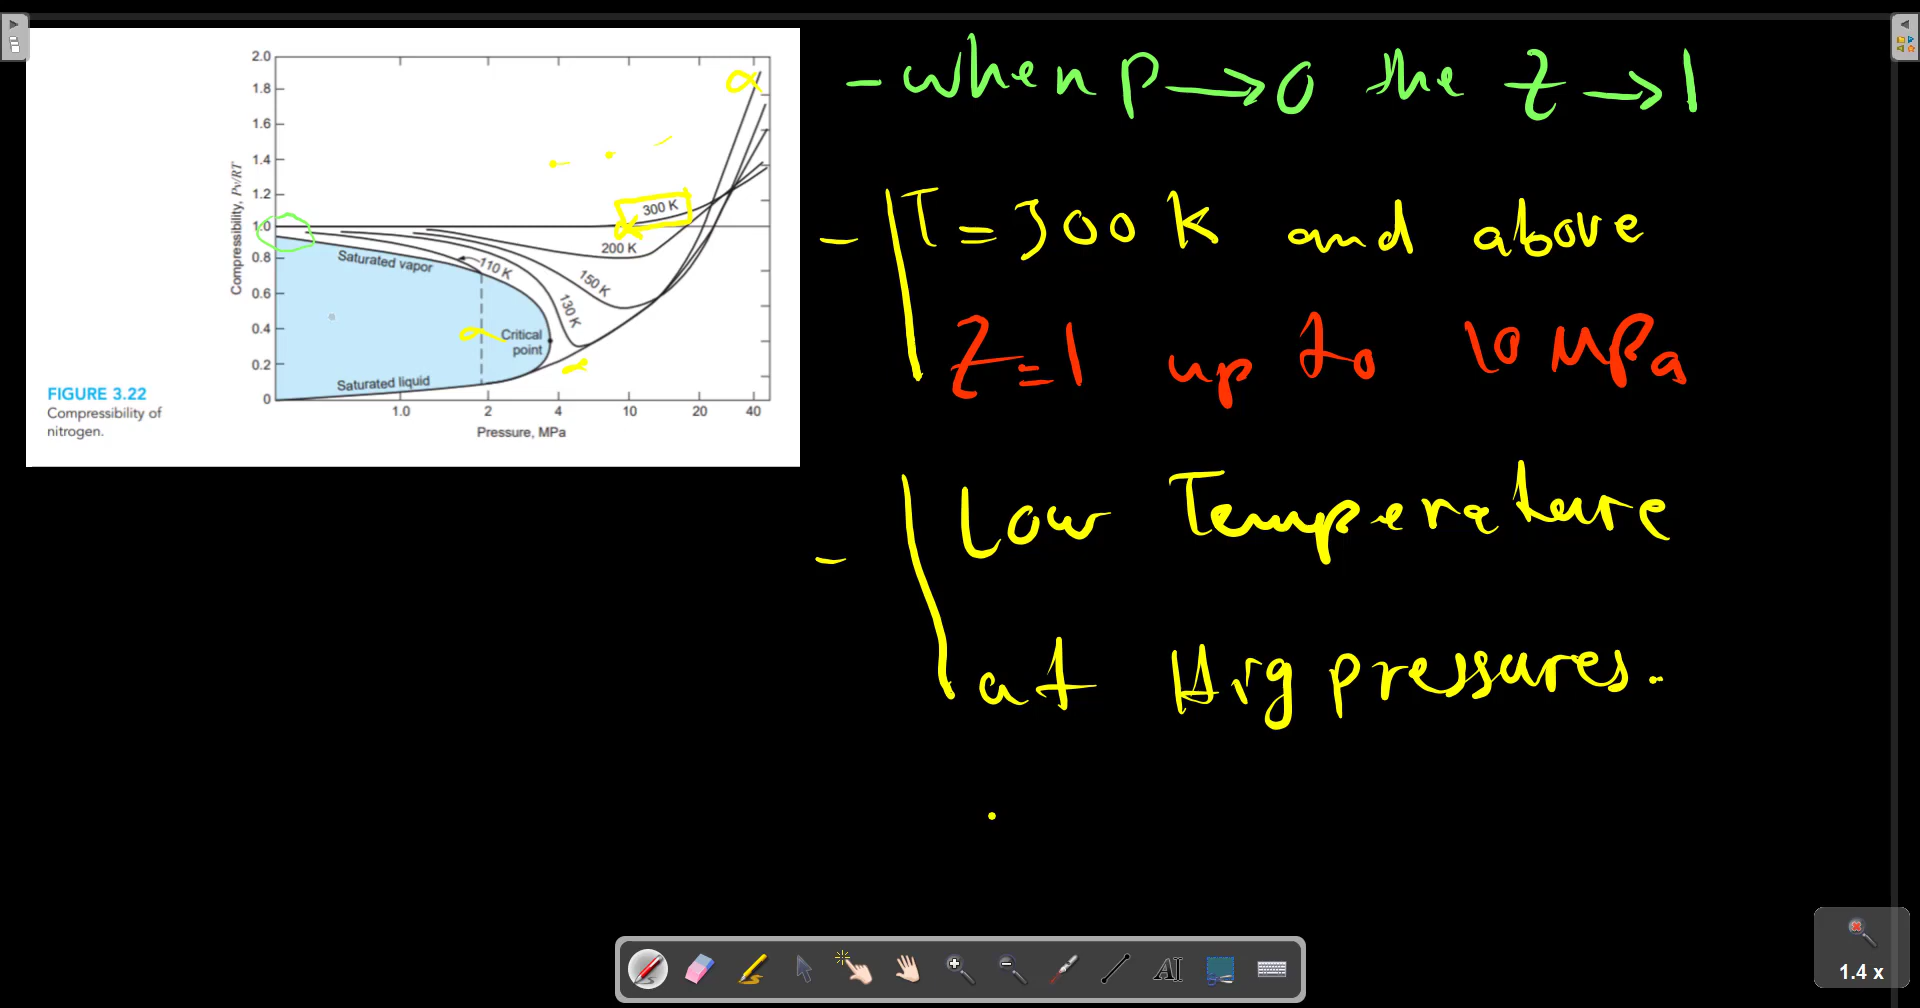 2.0
1.8
1.6
1.4
1.2
1.0
0.8
0.6
0.4
0.2
0
Compressibility, Pv/RT
300 K
200 K
150 K
130 K
110 K
Saturated vapor
Critical
point
Saturated liquid
1.0 2 4 10 20 40
Pressure, MPa
FIGURE 3.22
Compressibility of
nitrogen.
- when P → 0 the Z → 1
- T = 300 K and above
Z = 1 up to 10 MPa
- Low Temperature
at Hig pressures.
AI
1.4 x